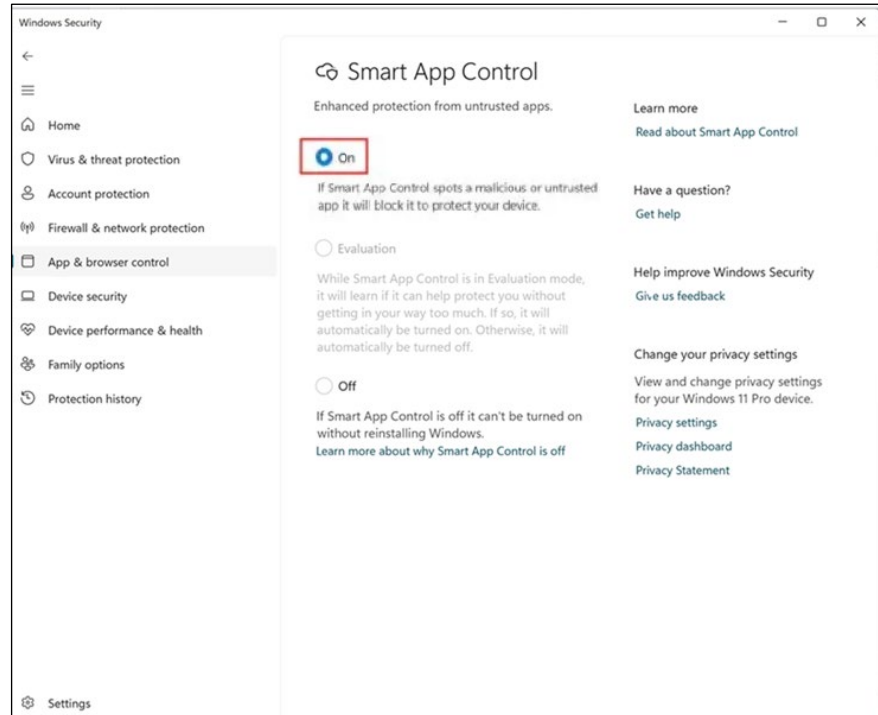 Windows Security
Home
Virus & threat protection
Account protection
Firewall & network protection
App & browser control
Device security
Device performance & health
Family options
Protection history
Settings
Smart App Control
Enhanced protection from untrusted apps.
On
If Smart App Control spots a malicious or untrusted
app it will block it to protect your device.
Evaluation
While Smart App Control is in Evaluation mode,
it will learn if it can help protect you without
getting in your way too much. If so, it will
automatically be turned on. Otherwise, it will
automatically be turned off.
Off
If Smart App Control is off it can't be turned on
without reinstalling Windows.
Learn more about why Smart App Control is off
Learn more
Read about Smart App Control
Have a question?
Get help
Help improve Windows Security
Give us feedback
Change your privacy settings
View and change privacy settings
for your Windows 11 Pro device.
Privacy settings
Privacy dashboard
Privacy Statement